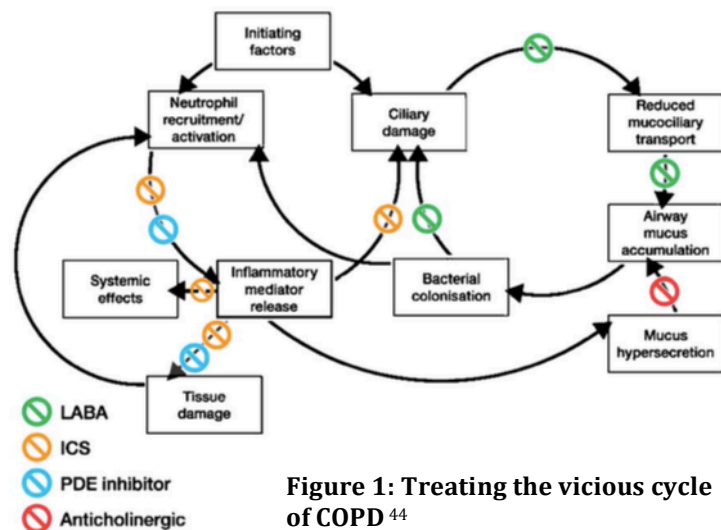 Initiating
factors
Neutrophil
recruitment/
activation
Ciliary
damage
Reduced
mucociliary
transport
Airway
mucus
accumulation
Systemic
effects
Inflammatory
mediator
release
Bacterial
colonisation
Mucus
hypersecretion
Tissue
damage
LABA
ICS
PDE inhibitor
Anticholinergic
Figure 1: Treating the vicious cycle
of COPD 44